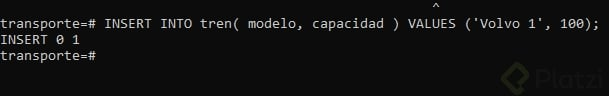 ^
transporte=# INSERT INTO tren( modelo, capacidad ) VALUES ('Volvo 1', 100);
INSERT 0 1
transporte=#
Platzi